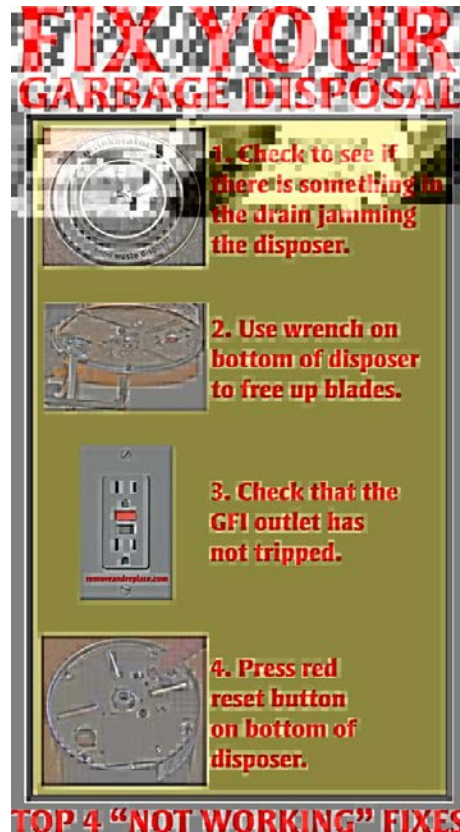 FIX YOUR
GARBAGE DISPOSAL
1. Check to see if
there is something in
the drain jamming
the disposer.
2. Use wrench on
bottom of disposer
to free up blades.
3. Check that the
GFI outlet has
not tripped.
removeandreplace.com
4. Press red
reset button
on bottom of
disposer.
TOP 4 “NOT WORKING” FIXES